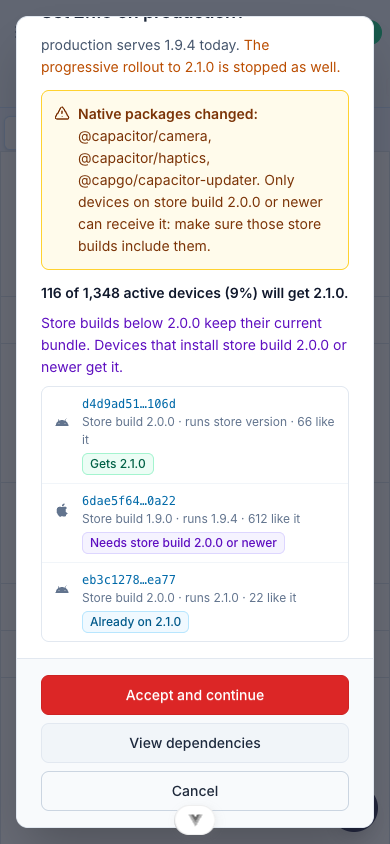 production serves 1.9.4 today. The
progressive rollout to 2.1.0 is stopped as well.
Native packages changed:
@capacitor/camera,
@capacitor/haptics,
@capgo/capacitor-updater. Only
devices on store build 2.0.0 or newer
can receive it: make sure those store
builds include them.
116 of 1,348 active devices (9%) will get 2.1.0.
Store builds below 2.0.0 keep their current
bundle. Devices that install store build 2.0.0 or
newer get it.
d4d9ad51…106d
Store build 2.0.0 · runs store version · 66 like
it
Gets 2.1.0
6dae5f64…0a22
Store build 1.9.0 · runs 1.9.4 · 612 like it
Needs store build 2.0.0 or newer
eb3c1278…ea77
Store build 2.0.0 · runs 2.1.0 · 22 like it
Already on 2.1.0
Accept and continue
View dependencies
Cancel